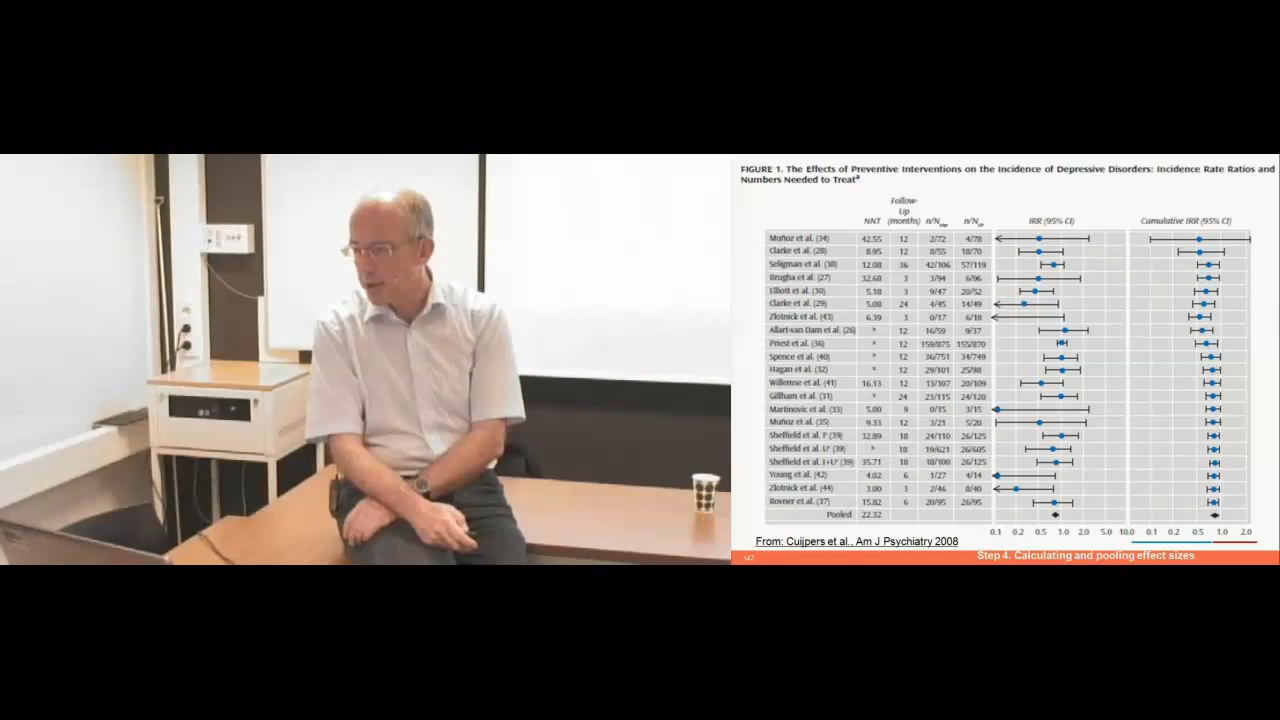 FIGURE 1. The Effects of Preventive Interventions on the Incidence of Depressive Disorders: Incidence Rate Ratios and
Numbers Needed to Treatᵃ
Follow-
Up
NNT (months) n/N n/N IRR (95% CI) Cumulative IRR (95% CI)
Muñoz et al. (34) 42.55 12 2/72 4/78
Clarke et al. (28) 8.95 12 8/55 18/70
Seligman et al. (38) 12.08 36 42/106 57/119
Brugha et al. (27) 32.68 3 3/94 6/96
Elliott et al. (30) 5.18 3 9/47 20/52
Clarke et al. (29) 5.08 24 4/45 14/49
Zlotnick et al. (43) 6.39 3 0/17 6/18
Allart-van Dam et al. (26) 12 16/59 9/37
Priest et al. (36) 12 159/875 155/870
Spence et al. (40) 12 36/751 34/749
Hagan et al. (32) 12 29/101 25/98
Willemse et al. (41) 16.13 12 13/107 20/109
Gillham et al. (31) 24 23/115 24/120
Martinovic et al. (33) 5.00 9 0/15 3/15
Muñoz et al. (35) 9.33 12 3/21 5/20
Sheffield et al. (39) 32.89 18 24/110 26/125
Sheffield et al. (39) 18 19/621 26/605
Sheffield et al. (39) 35.71 18 18/100 26/125
Young et al. (42) 4.02 6 1/27 4/14
Zlotnick et al. (44) 3.00 3 2/46 8/40
Rovner et al. (37) 15.82 6 20/95 26/95
Pooled 22.32
0.1 0.2 0.5 1.0 2.0 5.0 10.0 0.1 0.2 0.5 1.0 2.0
From: Cuijpers et al., Am J Psychiatry 2008
147 Step 4. Calculating and pooling effect sizes